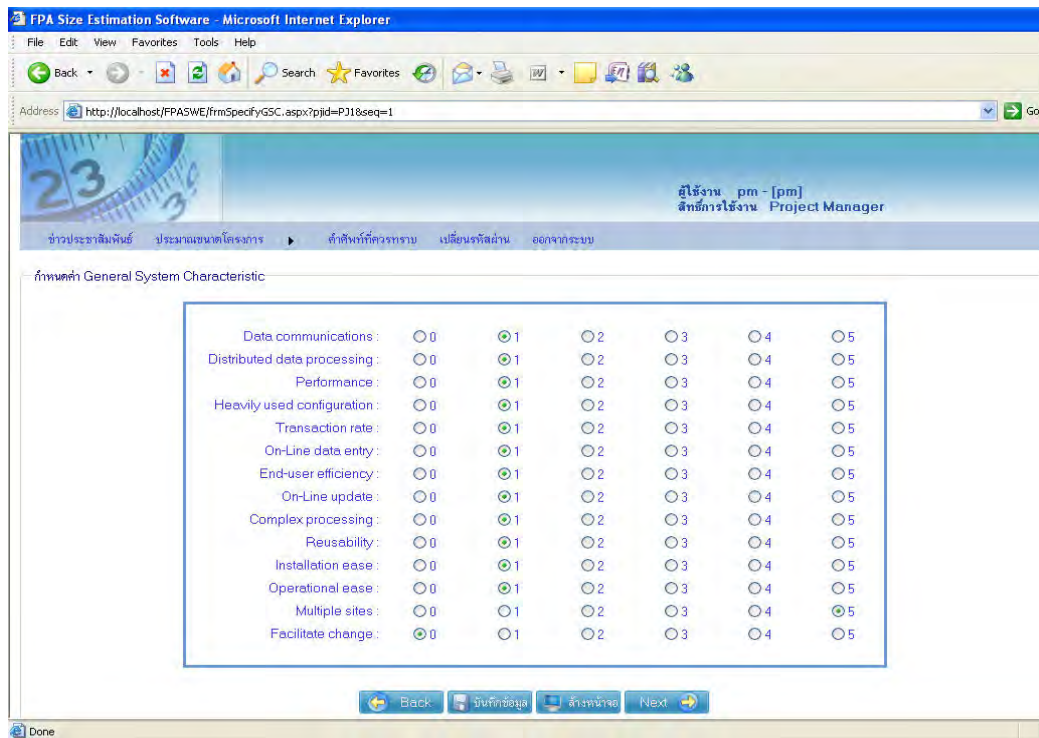 FPA Size Estimation Software - Microsoft Internet Explorer
File Edit View Favorites Tools Help
Back Search Favorites
Address http://localhost/FPASWE/frmSpecifyGSC.aspx?pjid=PJ1&seq=1 Go
23
3
ผู้ใช้งาน pm - [pm]
สิทธิ์การใช้งาน Project Manager
ข่าวประชาสัมพันธ์ ประมาณขนาดโครงการ คำศัพท์ที่ควรทราบ เปลี่ยนรหัสผ่าน ออกจากระบบ
กำหนดค่า General System Characteristic
Data communications : 0 1 2 3 4 5
Distributed data processing : 0 1 2 3 4 5
Performance : 0 1 2 3 4 5
Heavily used configuration : 0 1 2 3 4 5
Transaction rate : 0 1 2 3 4 5
On-Line data entry : 0 1 2 3 4 5
End-user efficiency : 0 1 2 3 4 5
On-Line update : 0 1 2 3 4 5
Complex processing : 0 1 2 3 4 5
Reusability : 0 1 2 3 4 5
Installation ease : 0 1 2 3 4 5
Operational ease : 0 1 2 3 4 5
Multiple sites : 0 1 2 3 4 5
Facilitate change : 0 1 2 3 4 5
Back บันทึกข้อมูล ล้างหน้าจอ Next
Done